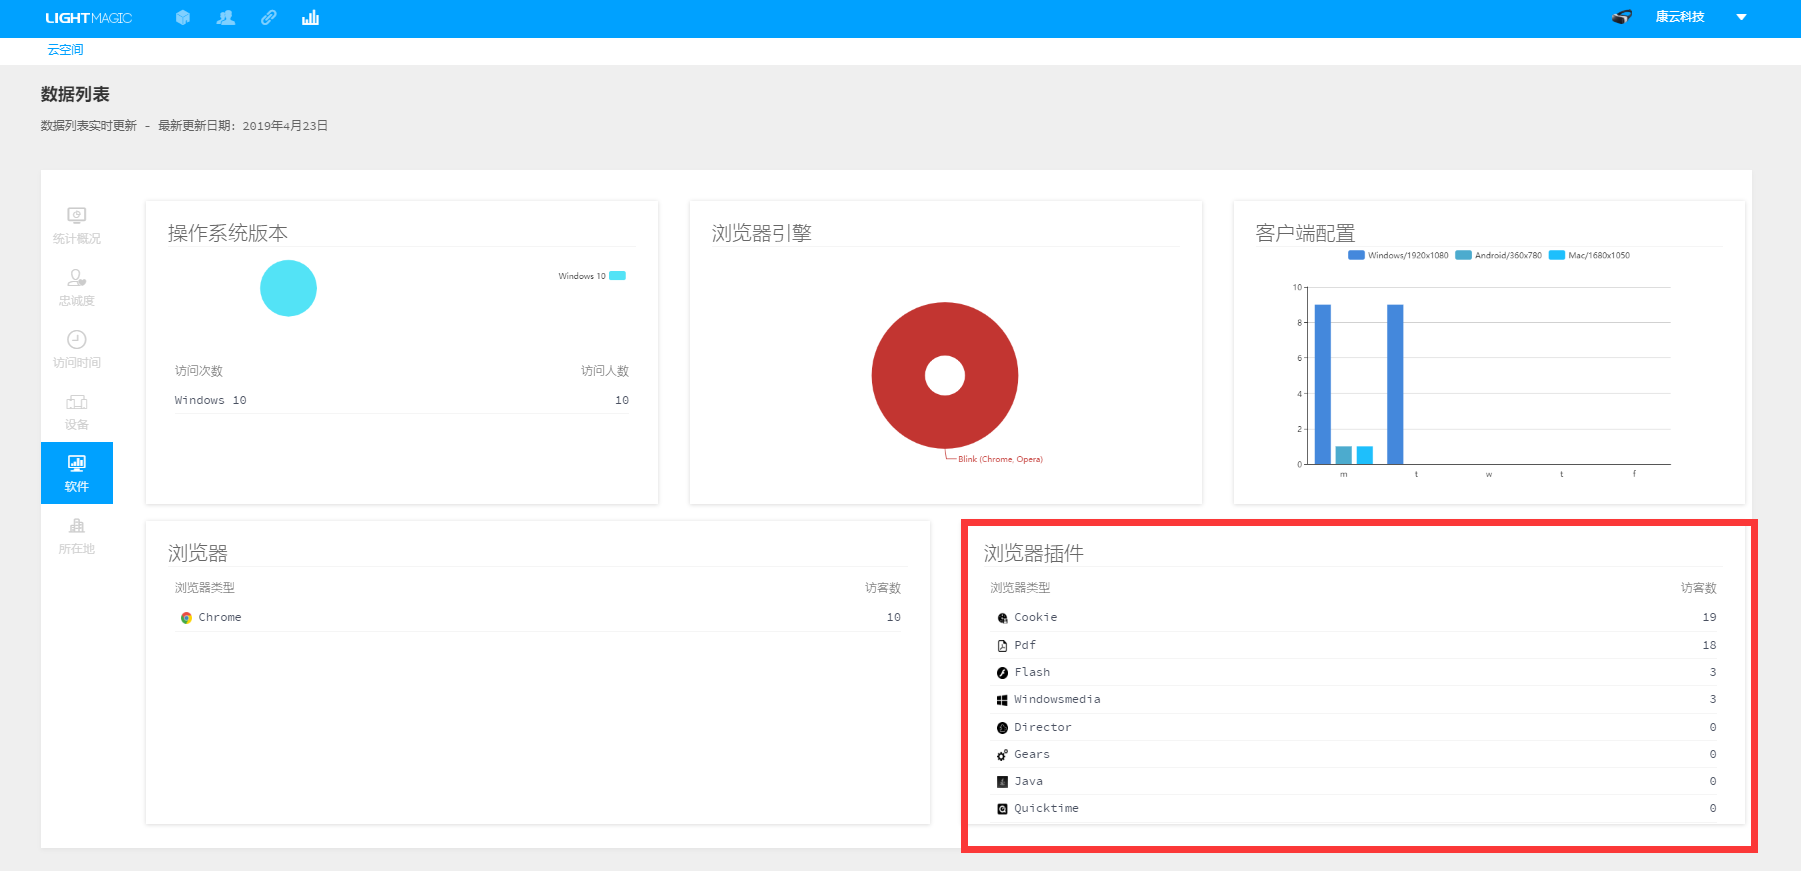 LIGHTMAGIC
康云科技
云空间
数据列表
数据列表实时更新 - 最新更新日期: 2019年4月23日
统计概况
忠诚度
访问时间
设备
软件
所在地
操作系统版本
Windows 10
访问次数 访问人数
Windows 10 10
浏览器引擎
Blink (Chrome, Opera)
客户端配置
Windows/1920x1080 Android/360x780 Mac/1680x1050
10
8
6
4
2
0
m t w t f
浏览器
浏览器类型 访客数
Chrome 10
浏览器插件
浏览器类型 访客数
Cookie 19
Pdf 18
Flash 3
Windowsmedia 3
Director 0
Gears 0
Java 0
Quicktime 0